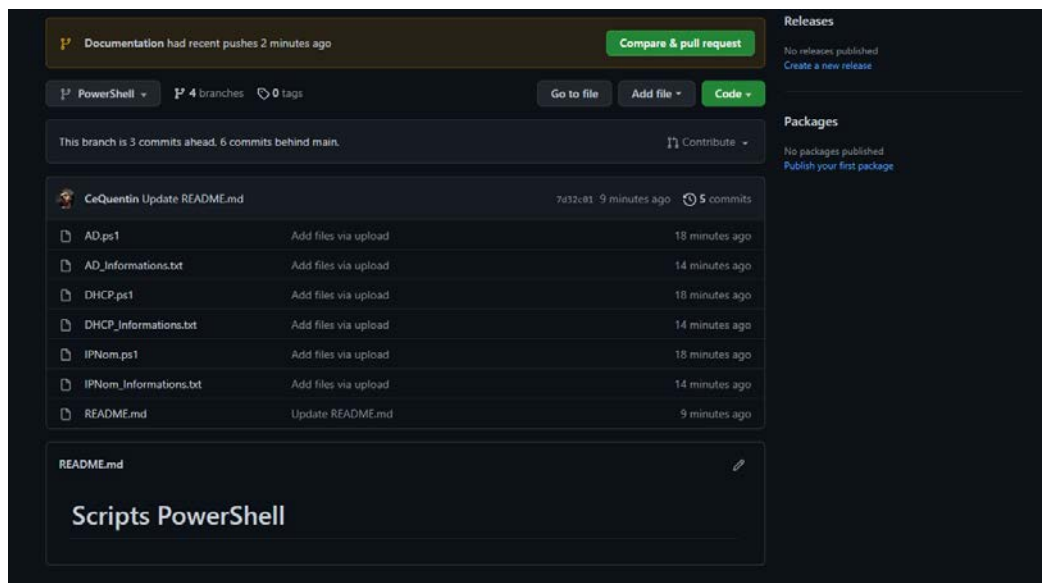 Documentation had recent pushes 2 minutes ago
Compare & pull request
PowerShell
4 branches
0 tags
Go to file
Add file
Code
This branch is 3 commits ahead, 6 commits behind main.
Contribute
CeQuentin Update README.md
7d32c01 9 minutes ago
5 commits
AD.ps1 Add files via upload 18 minutes ago
AD_Informations.txt Add files via upload 14 minutes ago
DHCP.ps1 Add files via upload 18 minutes ago
DHCP_Informations.txt Add files via upload 14 minutes ago
IPNom.ps1 Add files via upload 18 minutes ago
IPNom_Informations.txt Add files via upload 14 minutes ago
README.md Update README.md 9 minutes ago
README.md
Scripts PowerShell
Releases
No releases published
Create a new release
Packages
No packages published
Publish your first package